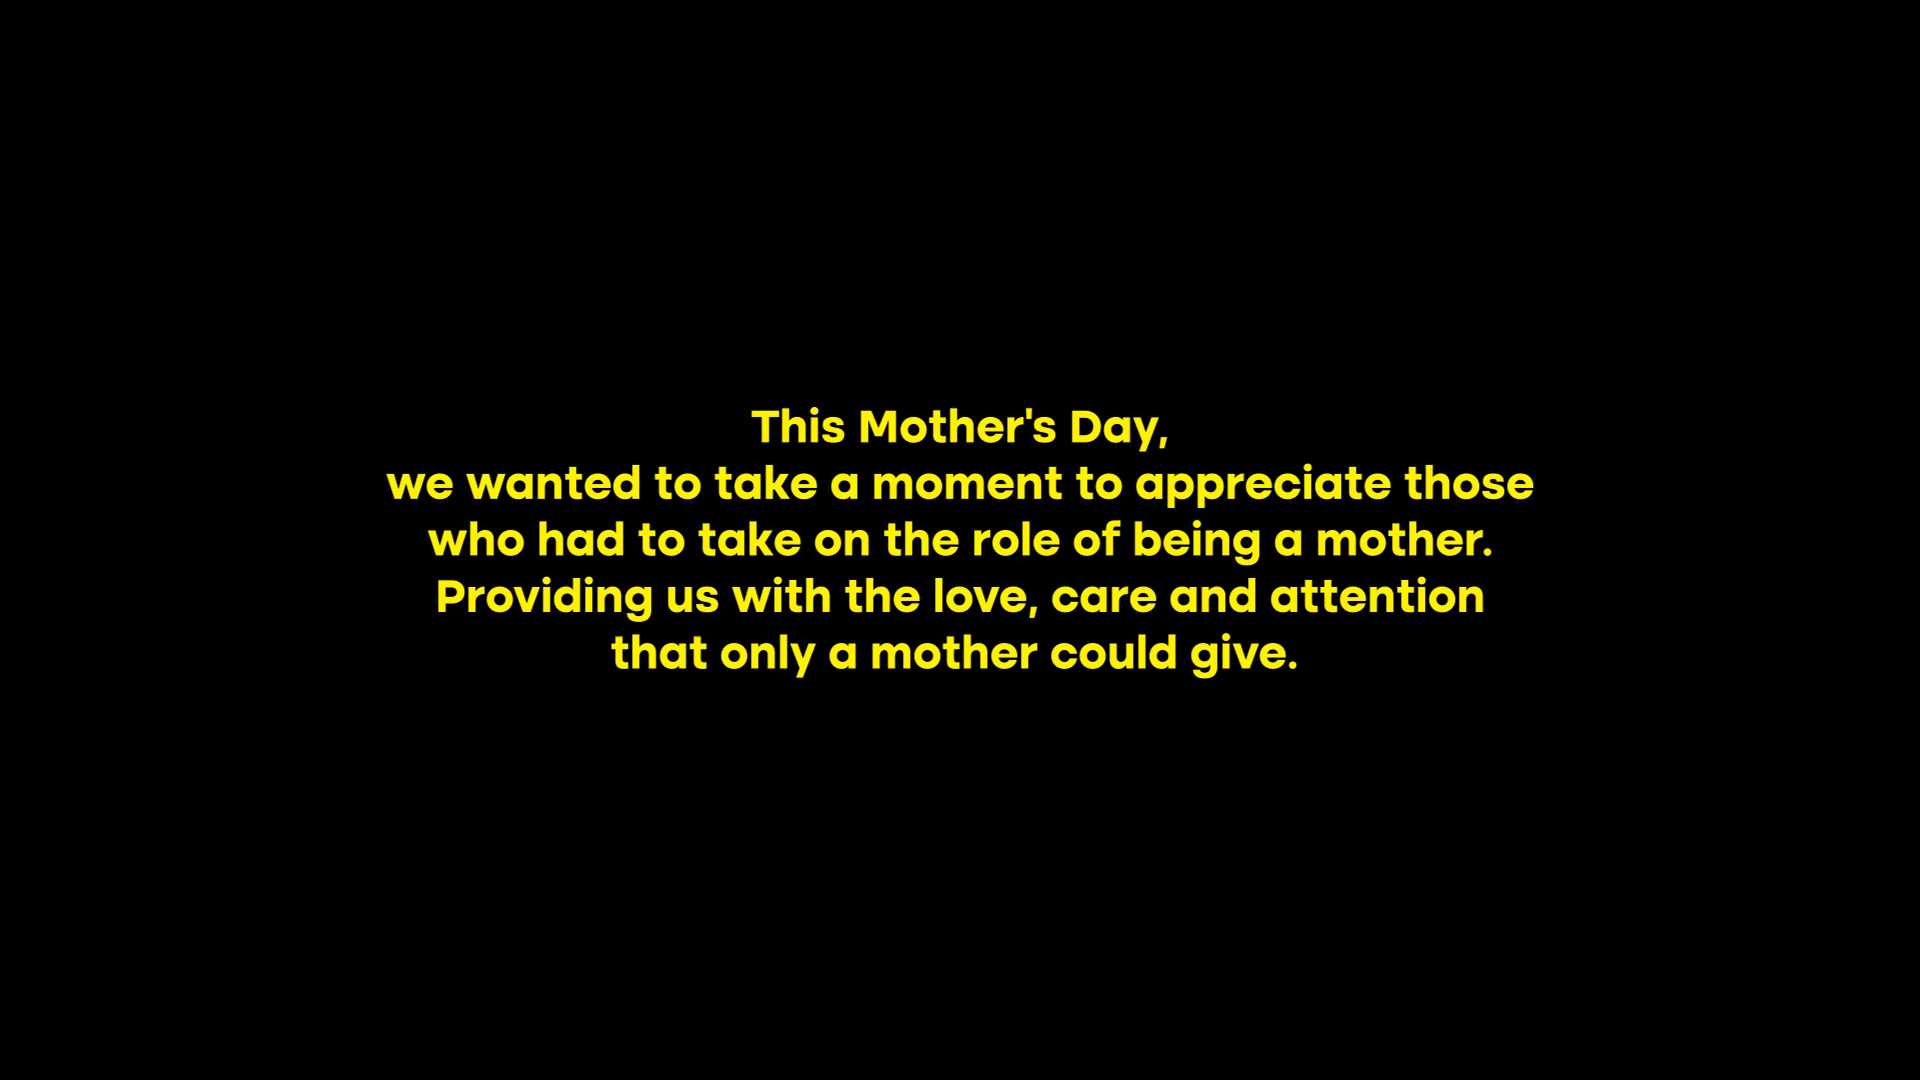 This Mother's Day,
we wanted to take a moment to appreciate those
who had to take on the role of being a mother.
Providing us with the love, care and attention
that only a mother could give.